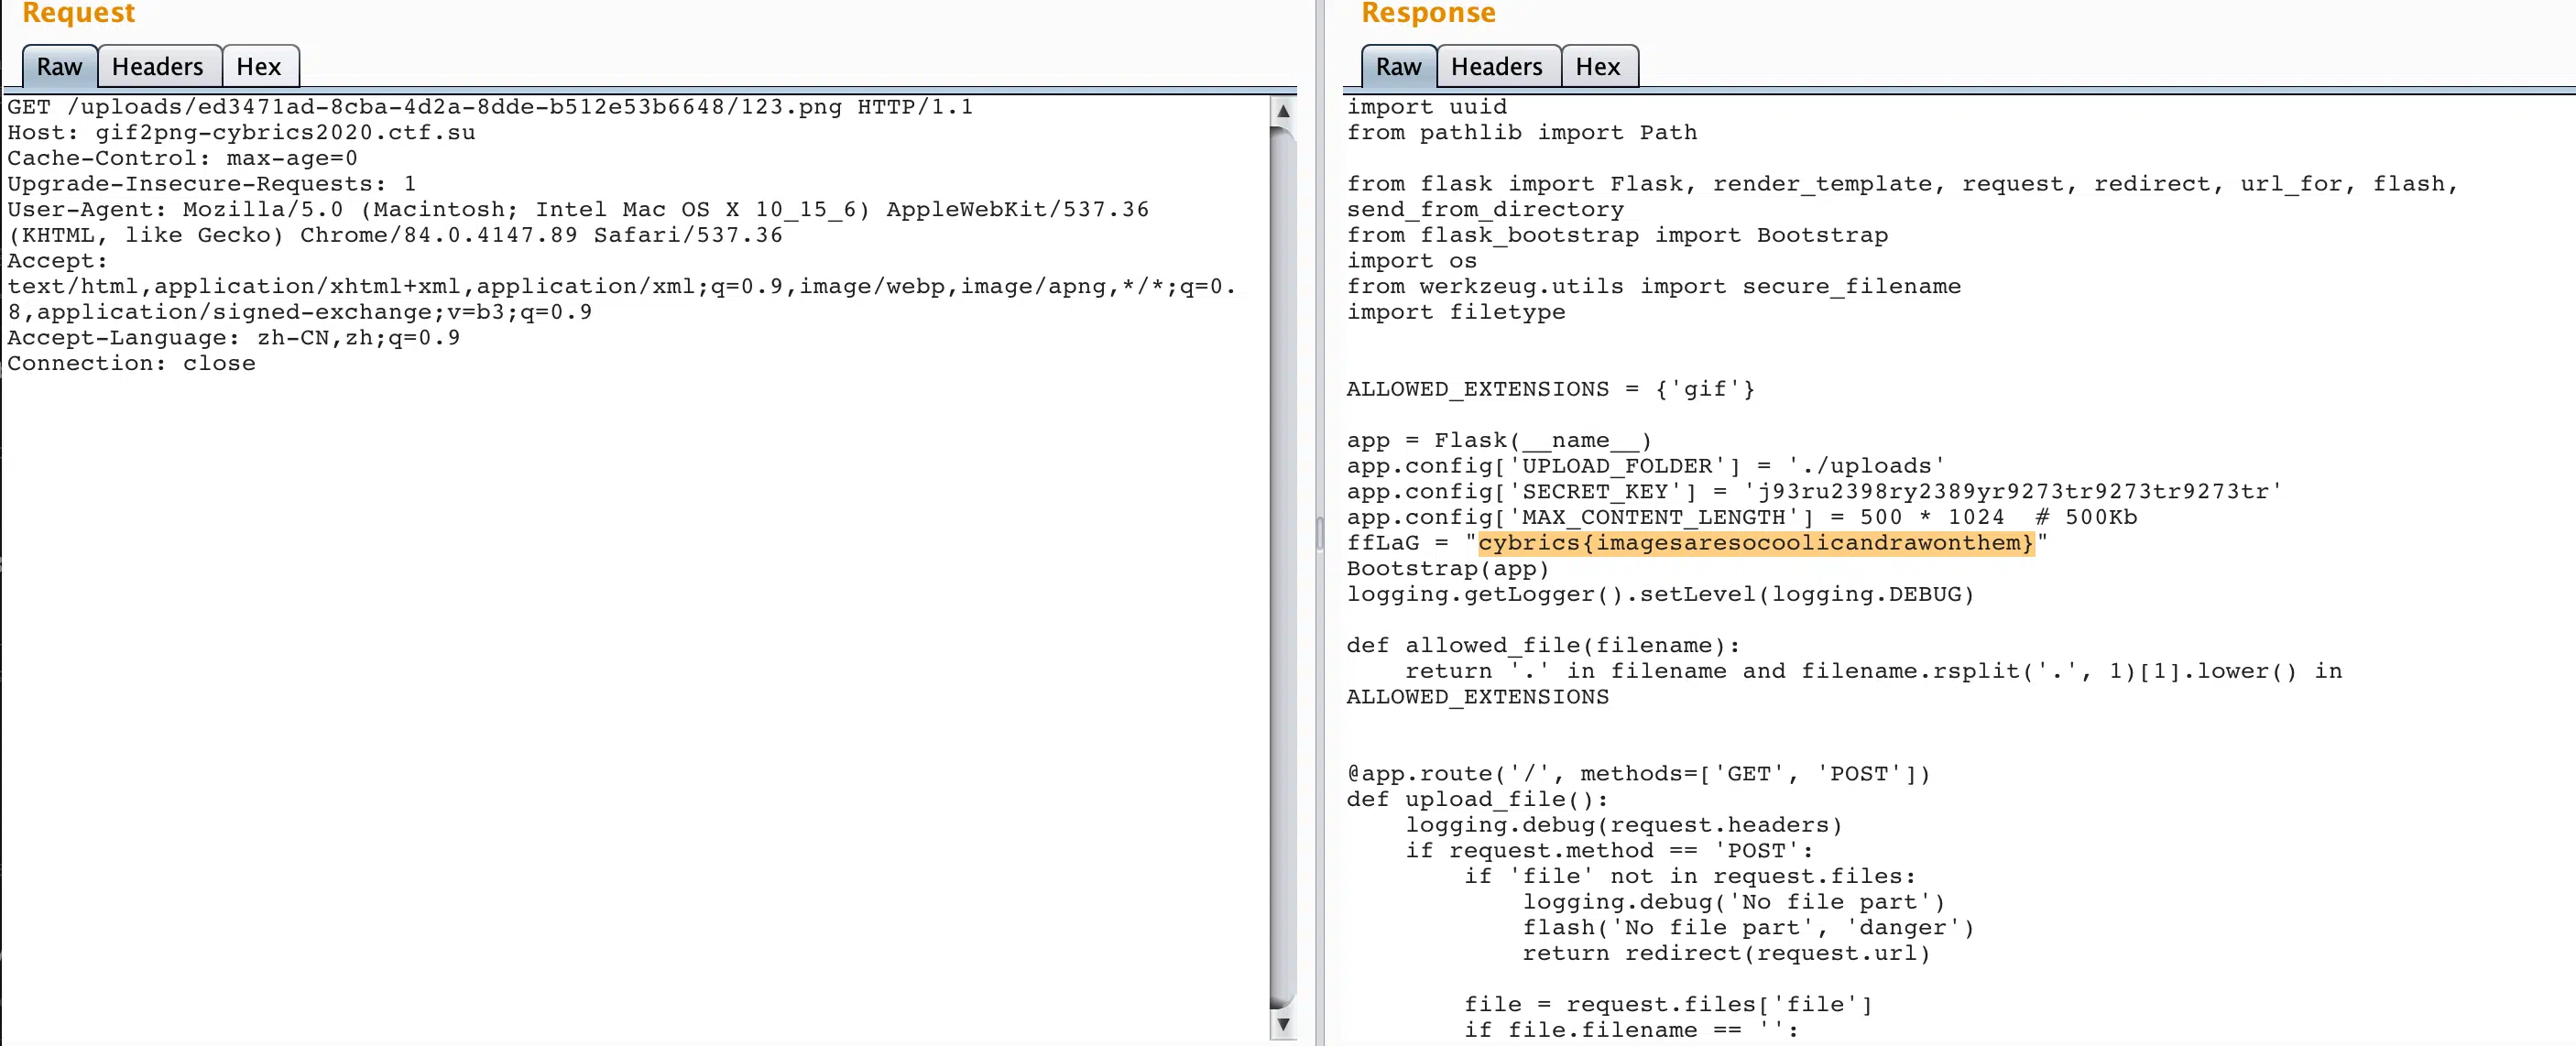 Request
Raw Headers Hex
GET /uploads/ed3471ad-8cba-4d2a-8dde-b512e53b6648/123.png HTTP/1.1
Host: gif2png-cybrics2020.ctf.su
Cache-Control: max-age=0
Upgrade-Insecure-Requests: 1
User-Agent: Mozilla/5.0 (Macintosh; Intel Mac OS X 10_15_6) AppleWebKit/537.36
(KHTML, like Gecko) Chrome/84.0.4147.89 Safari/537.36
Accept:
text/html,application/xhtml+xml,application/xml;q=0.9,image/webp,image/apng,*/*;q=0.
8,application/signed-exchange;v=b3;q=0.9
Accept-Language: zh-CN,zh;q=0.9
Connection: close
Response
Raw Headers Hex
import uuid
from pathlib import Path
from flask import Flask, render_template, request, redirect, url_for, flash,
send_from_directory
from flask_bootstrap import Bootstrap
import os
from werkzeug.utils import secure_filename
import filetype
ALLOWED_EXTENSIONS = {'gif'}
app = Flask(__name__)
app.config['UPLOAD_FOLDER'] = './uploads'
app.config['SECRET_KEY'] = 'j93ru2398ry2389yr9273tr9273tr9273tr'
app.config['MAX_CONTENT_LENGTH'] = 500 * 1024  # 500Kb
ffLaG = "cybrics{imagesaresocoolicandrawonthem}"
Bootstrap(app)
logging.getLogger().setLevel(logging.DEBUG)
def allowed_file(filename):
    return '.' in filename and filename.rsplit('.', 1)[1].lower() in
ALLOWED_EXTENSIONS
@app.route('/', methods=['GET', 'POST'])
def upload_file():
    logging.debug(request.headers)
    if request.method == 'POST':
        if 'file' not in request.files:
            logging.debug('No file part')
            flash('No file part', 'danger')
            return redirect(request.url)
        file = request.files['file']
        if file.filename == '':